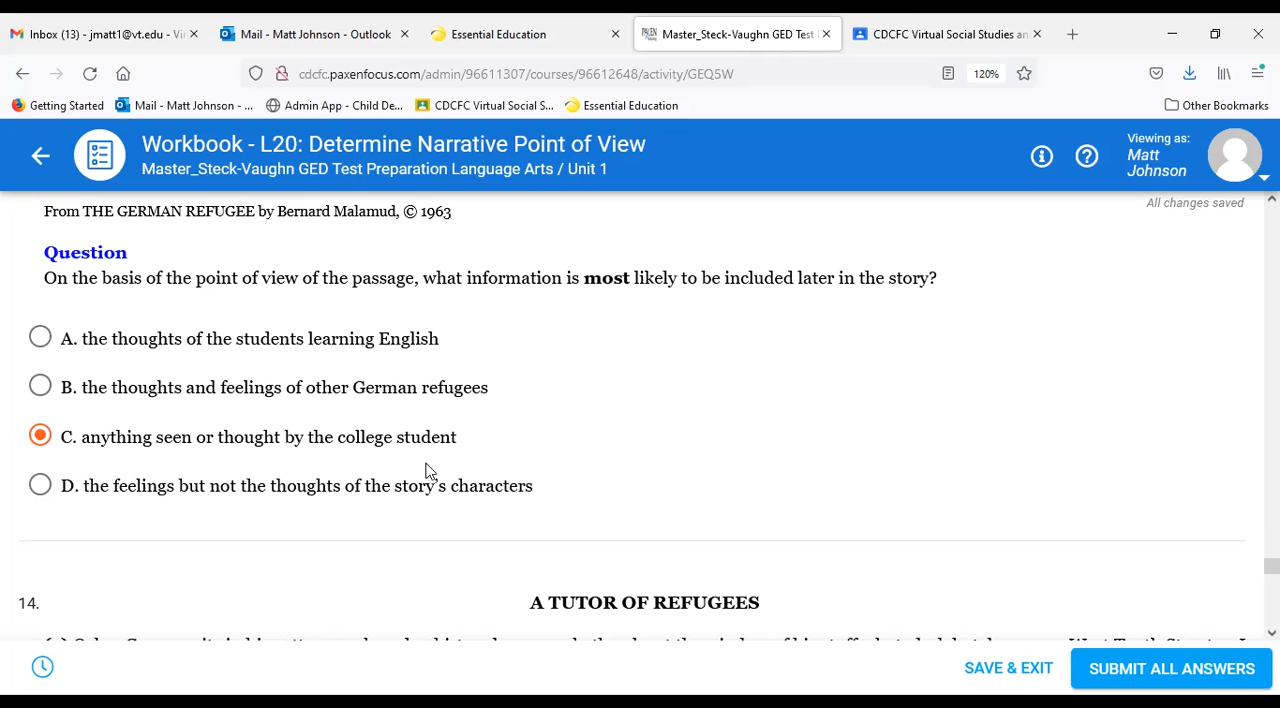 Inbox (13) - jmatt1@vt.edu - Vir
Mail - Matt Johnson - Outlook
Essential Education
Master_Steck-Vaughn GED Test
CDCFC Virtual Social Studies an
cdcfc.paxenfocus.com/admin/96611307/courses/96612648/activity/GEQ5W
120%
Getting Started
Mail - Matt Johnson - ...
Admin App - Child De...
CDCFC Virtual Social S...
Essential Education
Other Bookmarks
Workbook - L20: Determine Narrative Point of View
Master_Steck-Vaughn GED Test Preparation Language Arts / Unit 1
Viewing as:
Matt
Johnson
All changes saved
From THE GERMAN REFUGEE by Bernard Malamud, © 1963
Question
On the basis of the point of view of the passage, what information is most likely to be included later in the story?
A. the thoughts of the students learning English
B. the thoughts and feelings of other German refugees
C. anything seen or thought by the college student
D. the feelings but not the thoughts of the story's characters
14.
A TUTOR OF REFUGEES
SAVE & EXIT
SUBMIT ALL ANSWERS